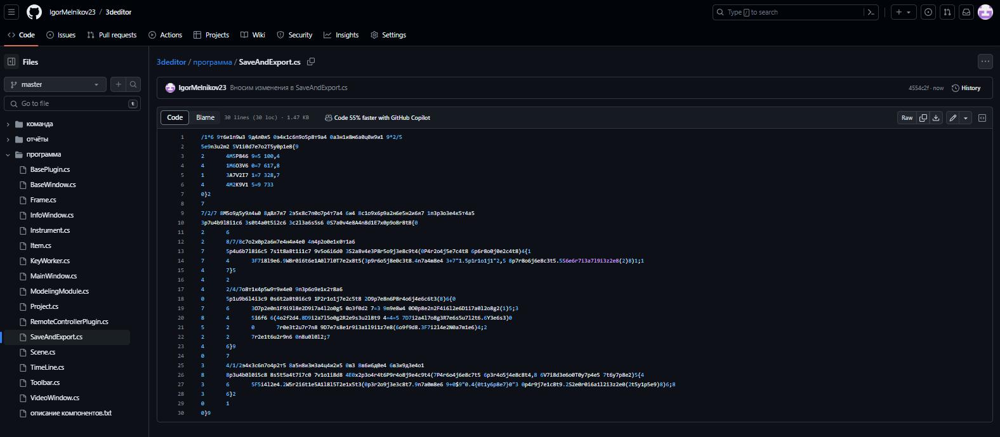 IgorMelnikov23 / 3deditor
Type / to search
Code Issues Pull requests Actions Projects Wiki Security Insights Settings
Files
master
Go to file t
команда
отчёты
программа
BasePlugin.cs
BaseWindow.cs
Frame.cs
InfoWindow.cs
Instrument.cs
Item.cs
KeyWorker.cs
MainWindow.cs
ModelingModule.cs
Project.cs
RemoteControllerPlugin.cs
SaveAndExport.cs
Scene.cs
TimeLine.cs
Toolbar.cs
VideoWindow.cs
описание компонентов.txt
3deditor / программа / SaveAndExport.cs
IgorMelnikov23 Вносим изменения в SaveAndExport.cs
4554c2f · now History
Code Blame 30 lines (30 loc) · 1.47 KB Code 55% faster with GitHub Copilot
Raw
1 /1*6 9т6и1п9ы3 9д4л0я5 0э4к1с6п9о5р8т9а4 0а3н1и8м6а0ц0и9и1 9*2/5
2 5e9n3u2m2 5V1i0d7e7o2T5y0p1e8{9
3 2 4M5P846 9=5 100,4
4 4 1M6O3V6 0=7 617,8
5 1 3A7V2I7 1=7 328,7
6 4 4M2K9V1 5=9 733
7 0}2
8 7
9 7/2/7 8М5о9д5у9л4ь0 8д8л7я7 2э5к8с7п0о7р4т7а4 6и4 8с1о9х6р9а2н6е5н2и6я7 1п3р3о3е4к5т4а5
10 3p7u4b9l8i1c6 3s0t4a0t5i2c6 3c2l3a6s5s6 0S7a0v4e8A4n8d1E7x0p9o8r8t8{0
11 2 6
12 2 8/7/8с7о2х0р2а6н7е4н4и4е0 4п4р2о0е1к0т1а6
13 7 5p4u6b7l8i6c5 7s1t8a8t1i1c7 9v5o6i6d0 3S2a8v4e3P8r5o9j3e8c9t4(0P4r2o4j5e7c4t8 6p6r8o0j0e2c4t8)4{1
14 7 4 3F7i8l9e6.9W8r0i6t6e1A0l7l0T7e2x8t5(3p9r6o5j8e0c3t8.4n7a4m8e4 3+7"1.5p1r1o1j1"2,5 8p7r8o6j6e8c3t5.5S6e6r7i3a7l9i3z2e8(2)8)1;1
15 4 7}5
16 4 2
17 4 2/4/7о8т1к4р5ы9т9и4е0 9п3р6о9е1к2т8а6
18 0 5p1u9b6l4i3c9 0s6t2a8t0i6c9 1P2r1o1j7e2c5t8 2O9p7e8n6P8r4o6j4e6c6t3(8)6{0
19 7 6 3O7p2e0n1F9i9l8e2D9i7a4l2o0g5 0o3f0d2 7=3 9n9e8w4 0O0p8e2n2F4i6l2e6D1i7a0l2o8g2(1)5;3
20 8 4 5i6f6 6(4o2f2d4.8D9i2a7l5o0g2R2e9s3u2l8t9 4=4=5 7D7i2a4l7o8g3R7e6s5u7l2t6.6Y3e6s3)0
21 5 2 0 7r0e3t2u7r7n8 9D7e7s8e1r9i3a1l9i1z7e8(6o9f9d8.3F7i2l4e2N0a7m1e6)4;2
22 2 2 7r2e1t6u2r9n6 0n8u0l0l2;7
23 4 6}9
24 0 7
25 3 4/1/2э4к3с6п7о4р2т5 8а5н8и3м3а4ц4и2и5 0в3 8в6и6д0е4 6в3и9д3е4о1
26 8 8p3u4b0l0i5c8 8s5t5a4t7i7c0 7v1o1i8d8 4E0x2p3o4r4t6P9r4o8j9e4c9t4(7P4r6o4j6e8c7t5 6p3r4o5j4e8c8t4,8 6V7i8d3e6o0T0y7p4e5 7t6y7p8e2)5{4
27 3 6 5F5i4l2e4.2W5r2i6t1e5A1l8l5T2e1x5t3(0p3r2o9j3e3c8t7.9n7a0m8e6 9+0$9"0.4{0t1y6p8e7}0"3 0p4r9j7e1c8t9.2S2e0r0i6a1l2i3z2e0(2t5y1p5e9)8)6;8
28 3 6}2
29 0 1
30 0}9